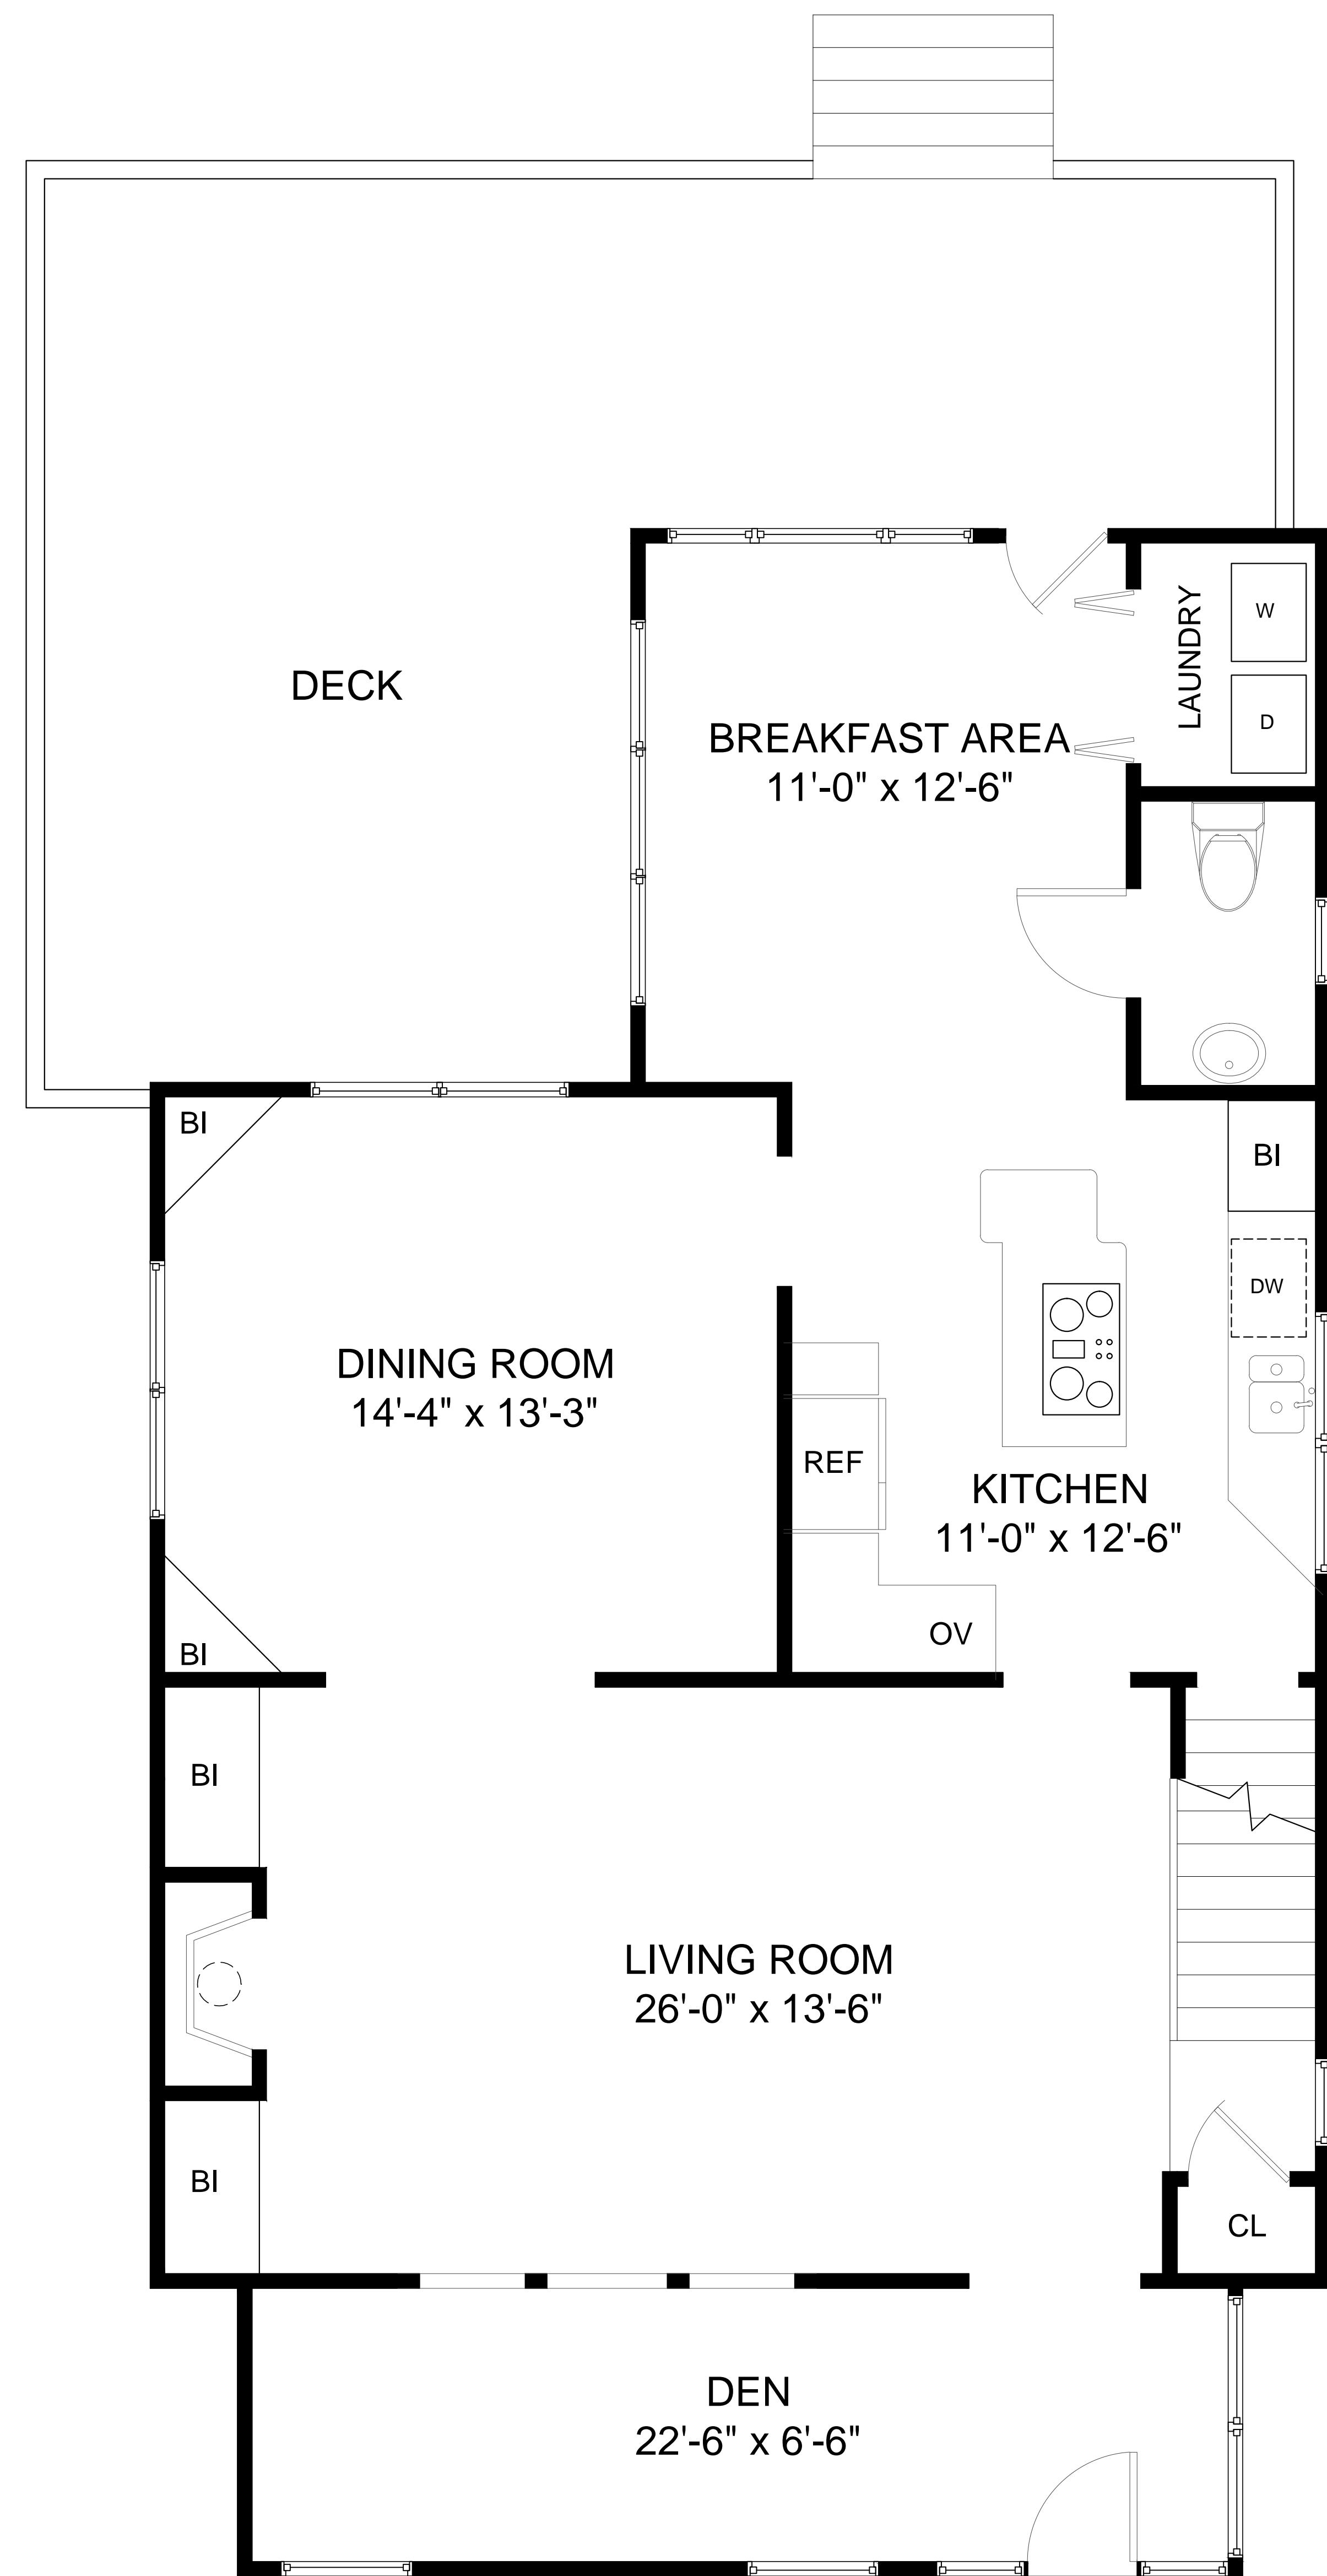 DECK
LAUNDRY
W
D
BREAKFAST AREA
11'-0" x 12'-6"
BI
BI
DW
DINING ROOM
14'-4" x 13'-3"
REF
KITCHEN
11'-0" x 12'-6"
OV
BI
BI
LIVING ROOM
26'-0" x 13'-6"
BI
CL
DEN
22'-6" x 6'-6"